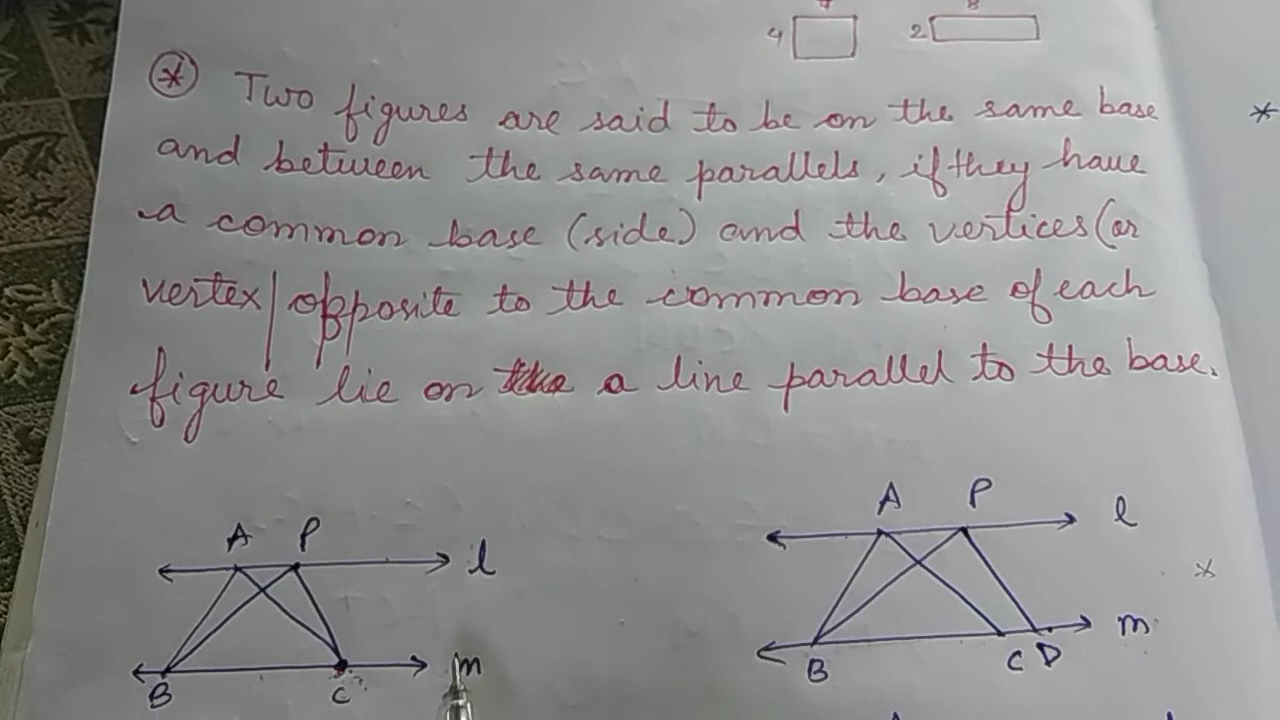 4 2 8
* Two figures are said to be on the same base *
and between the same parallels, if they have
a common base (side) and the vertices (or
vertex) opposite to the common base of each
figure lie on a line parallel to the base.
A P l
B C m
A P l
B C D m